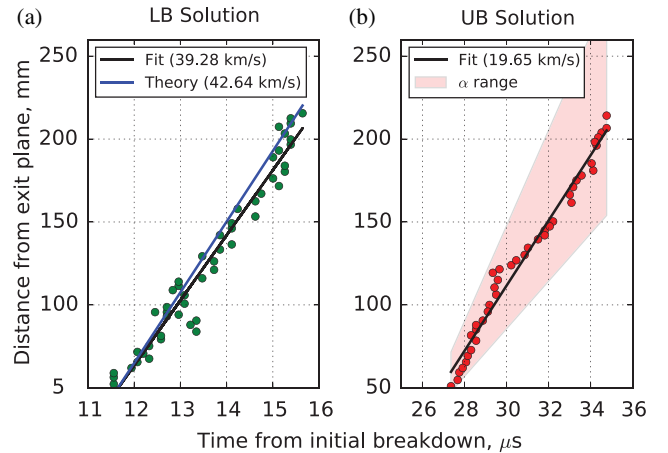 (a) LB Solution
(b) UB Solution
Distance from exit plane, mm
250
200
150
100
5
Fit (39.28 km/s)
Theory (42.64 km/s)
11 12 13 14 15 16
250
200
150
100
50
Fit (19.65 km/s)
α range
26 28 30 32 34 36
Time from initial breakdown, μs